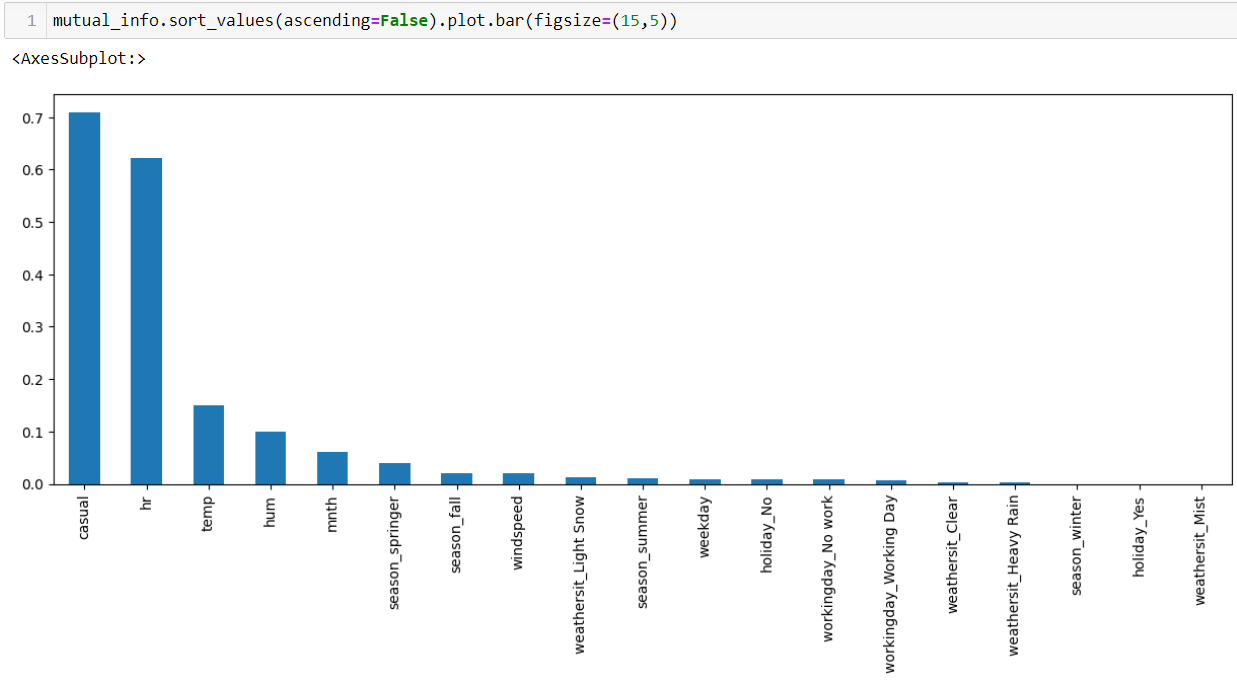 1 mutual_info.sort_values(ascending=False).plot.bar(figsize=(15,5))
<AxesSubplot:>
0.7
0.6
0.5
0.4
0.3
0.2
0.1
0.0
casual
hr
temp
hum
mnth
season_springer
season_fall
windspeed
weathersit_Light Snow
season_summer
weekday
holiday_No
workingday_No work
workingday_Working Day
weathersit_Clear
weathersit_Heavy Rain
season_winter
holiday_Yes
weathersit_Mist